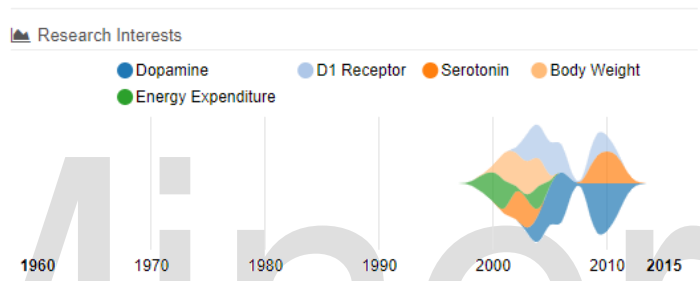 Research Interests
Dopamine D1 Receptor Serotonin Body Weight
Energy Expenditure
1960 1970 1980 1990 2000 2010 2015